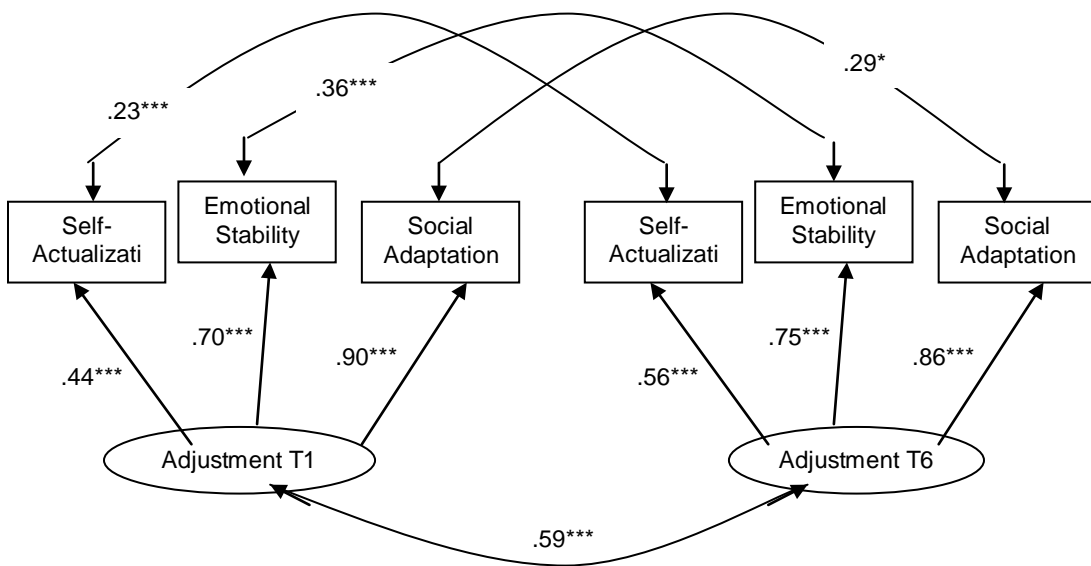 .29*
.36***
.23***
Self-
Actualizati
Emotional
Stability
Social
Adaptation
Self-
Actualizati
Emotional
Stability
Social
Adaptation
.44***
.70***
.90***
.56***
.75***
.86***
Adjustment T1
Adjustment T6
.59***